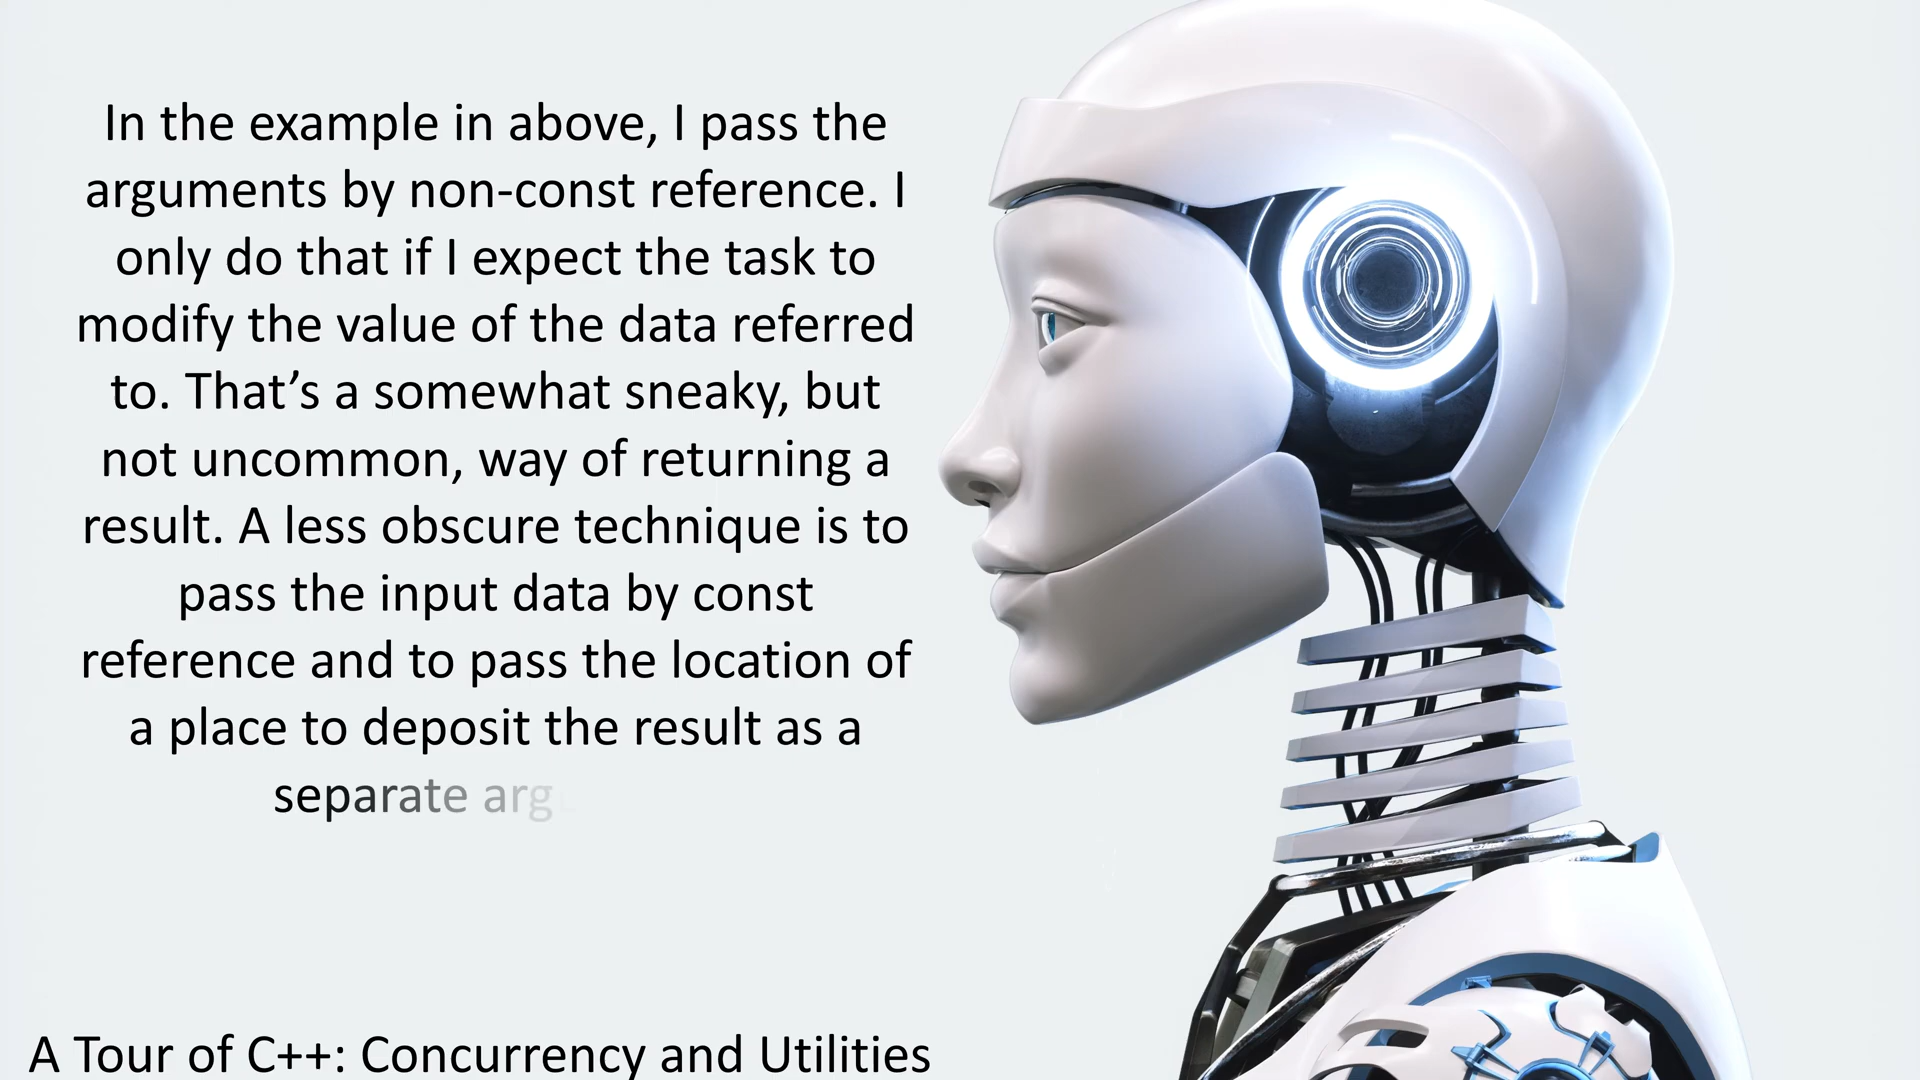 In the example in above, I pass the
arguments by non-const reference. I
only do that if I expect the task to
modify the value of the data referred
to. That’s a somewhat sneaky, but
not uncommon, way of returning a
result. A less obscure technique is to
pass the input data by const
reference and to pass the location of
a place to deposit the result as a
separate arg
A Tour of C++: Concurrency and Utilities